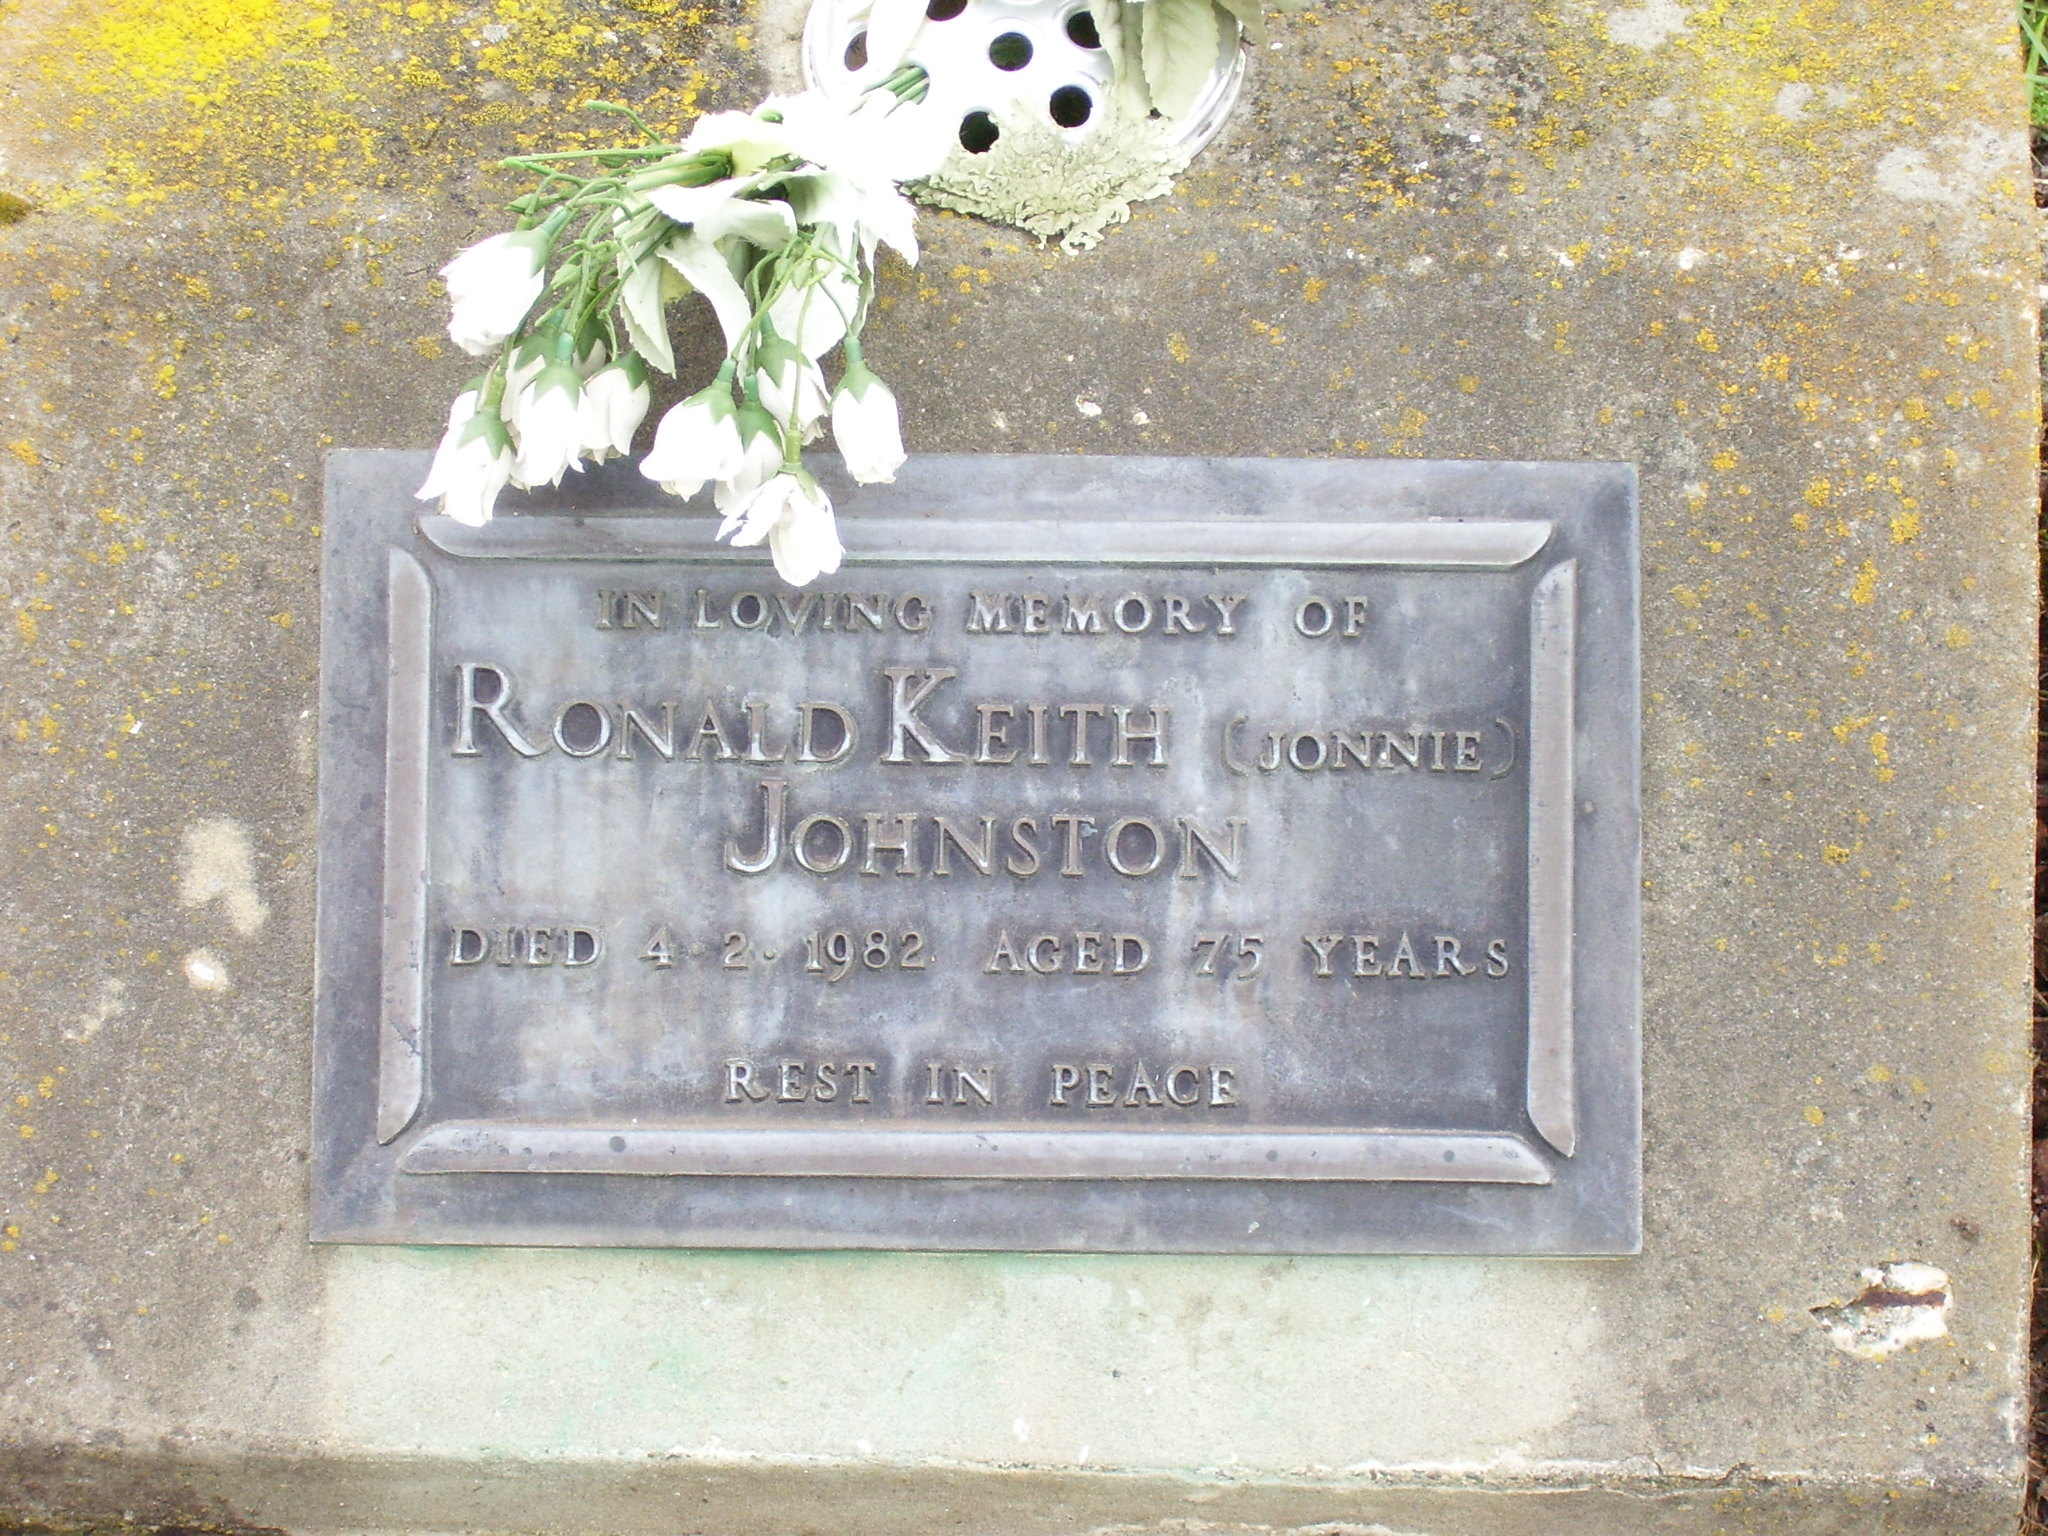 IN LOVING MEMORY OF
RONALD KEITH (JONNIE)
JOHNSTON
DIED 4·2·1982 AGED 75 YEARS
REST IN PEACE